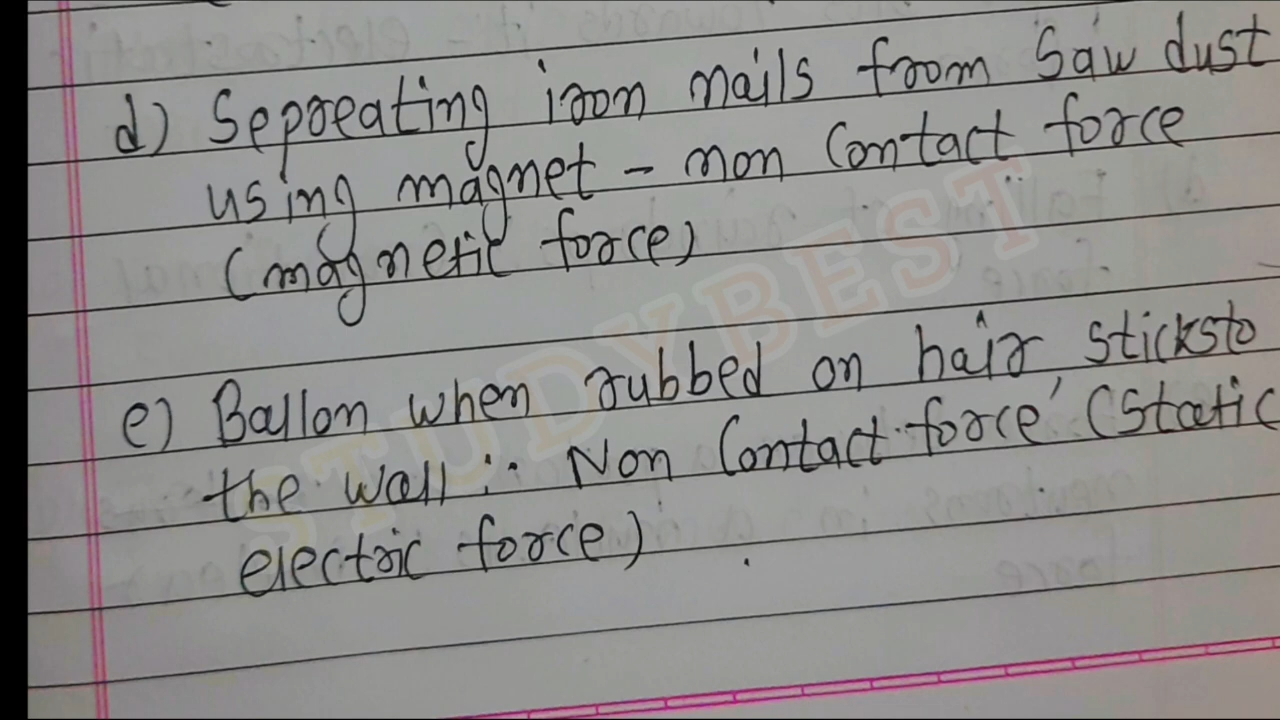 d) Sepreating iron nails from Saw dust
using magnet - non Contact force
(magnetic force)
e) Ballon when rubbed on hair, sticksto
the wall :- Non Contact force (Static
electric force)
STUDYBEST